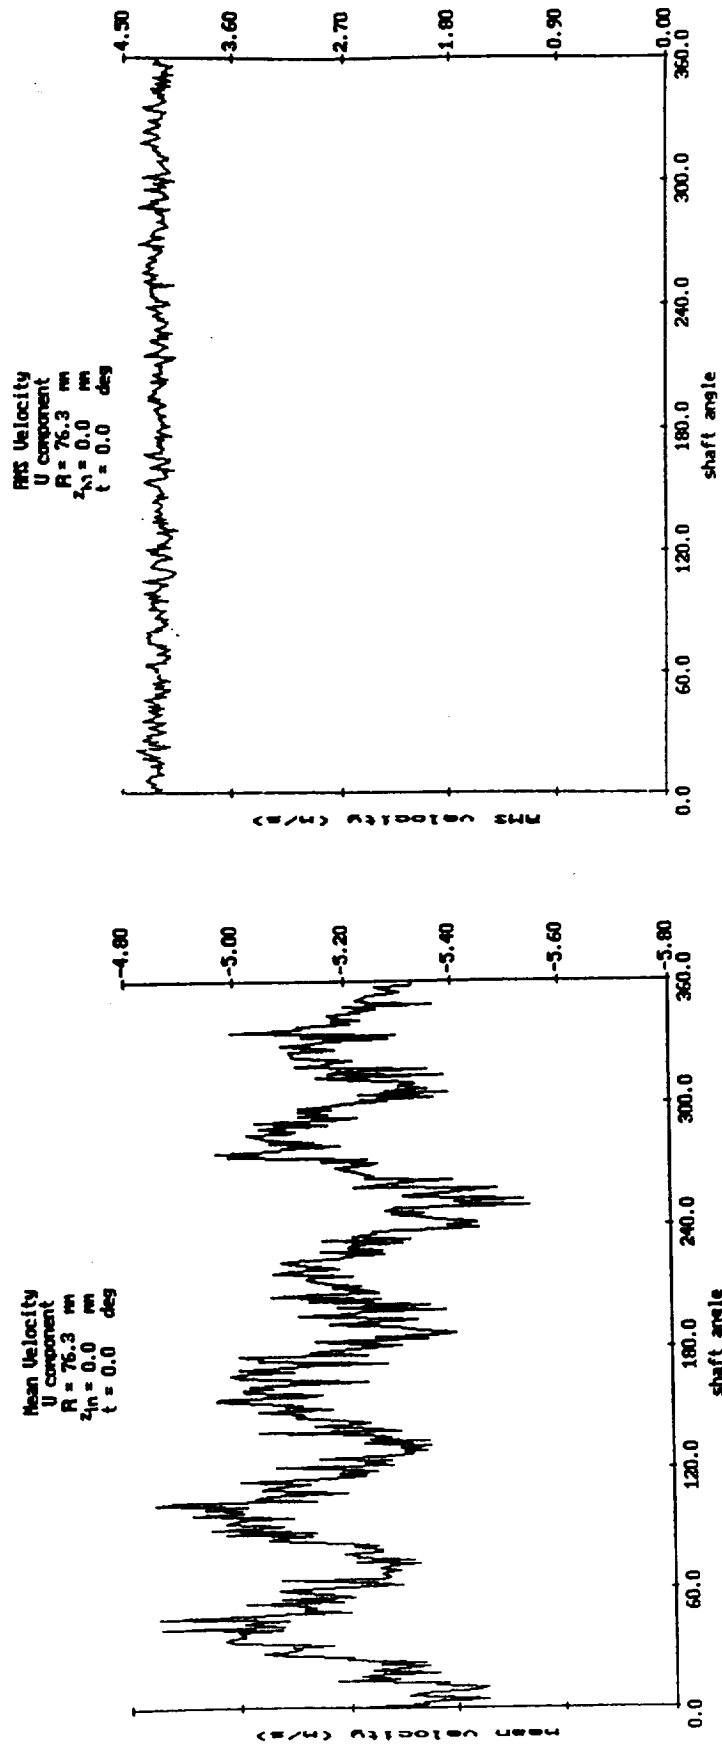 Mean Velocity
U component
R = 76.3 mm
Zin = 0.0 mm
t = 0.0 deg
-4.80
-5.00
-5.20
-5.40
-5.60
-5.80
mean velocity (m/s)
0.0 60.0 120.0 180.0 240.0 300.0 360.0
shaft angle
RMS Velocity
U component
R = 76.3 mm
= 0.0 mm
t = 0.0 deg
-4.50
-3.60
-2.70
-1.80
-0.90
0.00
RMS velocity (m/s)
0.0 60.0 120.0 180.0 240.0 300.0 360.0
shaft angle